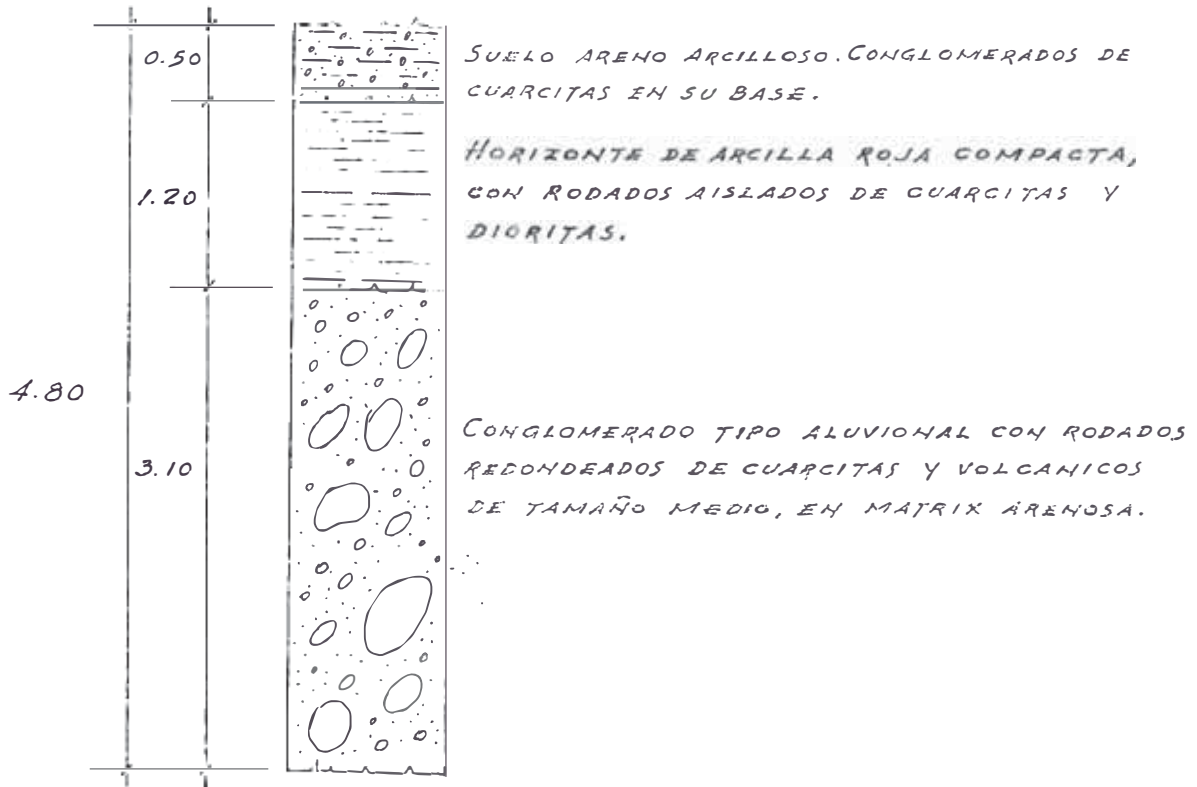 0.50
SUELO ARENO ARCILLOSO. CONGLOMERADOS DE
CUARCITAS EN SU BASE.
HORIZONTE DE ARCILLA ROJA COMPACTA,
1.20
CON RODADOS AISLADOS DE CUARCITAS Y
DIORITAS.
4.80
CONGLOMERADO TIPO ALUVIONAL CON RODADOS
3.10
REDONDEADOS DE CUARCITAS Y VOLCANICOS
DE TAMAÑO MEDIO, EN MATRIX ARENOSA.